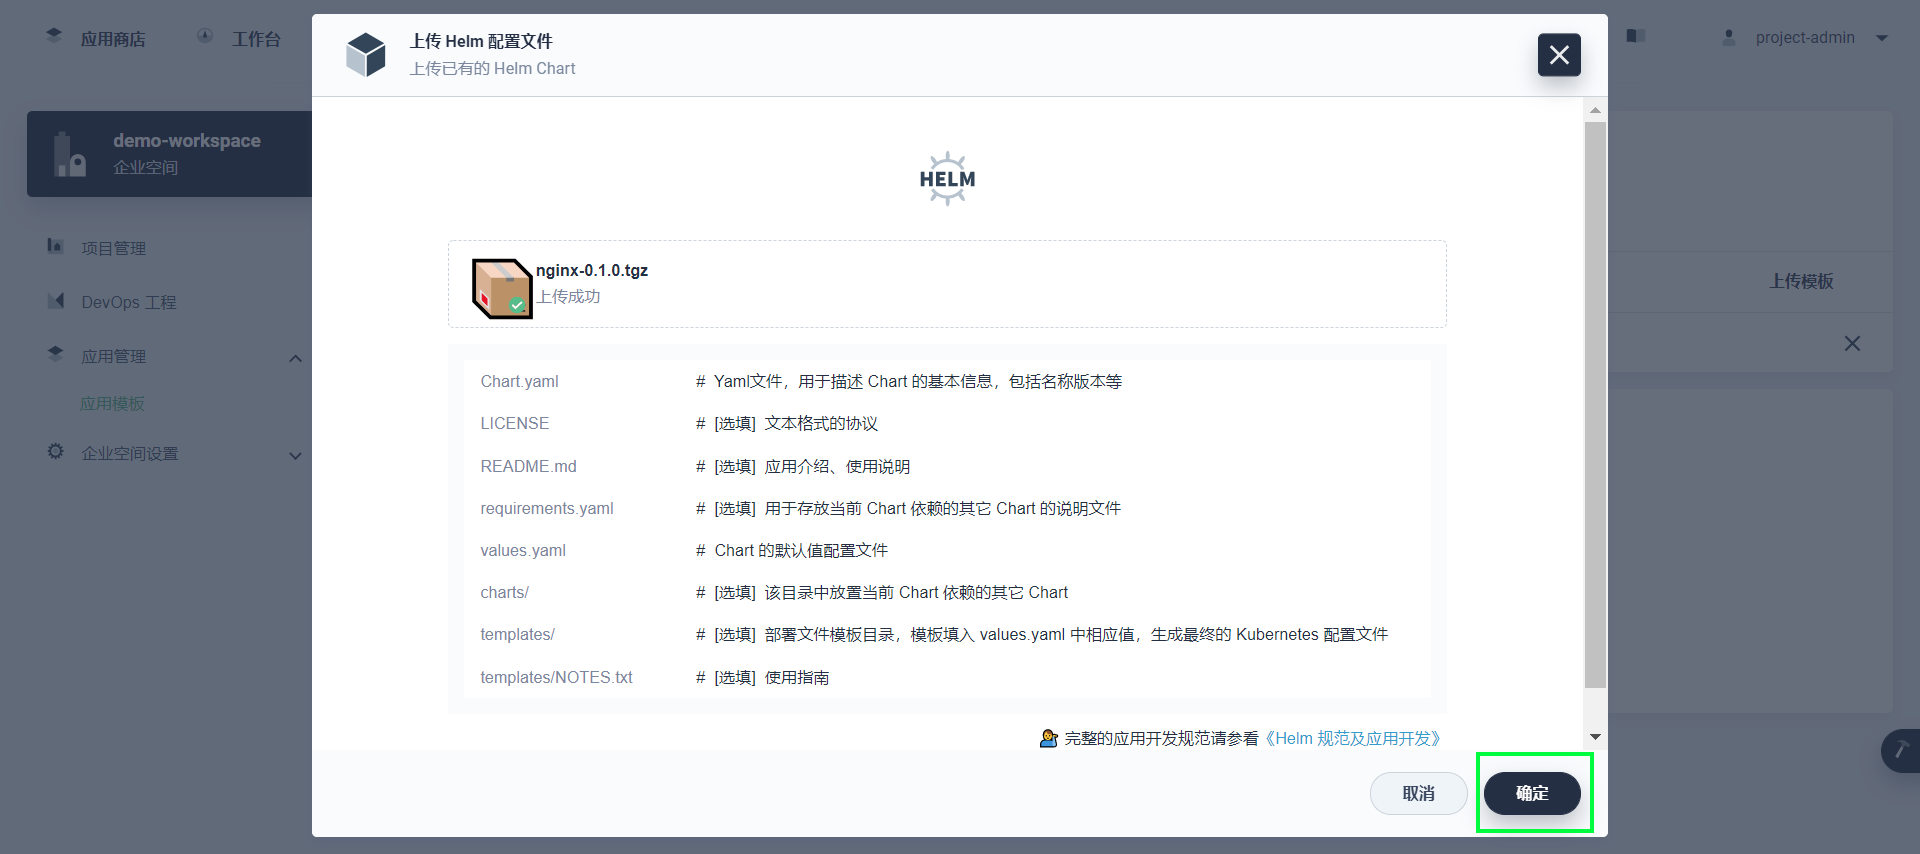 应用商店
工作台
project-admin
demo-workspace
企业空间
项目管理
DevOps 工程
应用管理
应用模板
企业空间设置
上传模板
上传 Helm 配置文件
上传已有的 Helm Chart
HELM
nginx-0.1.0.tgz
上传成功
Chart.yaml # Yaml文件，用于描述 Chart 的基本信息，包括名称版本等
LICENSE # [选填] 文本格式的协议
README.md # [选填] 应用介绍、使用说明
requirements.yaml # [选填] 用于存放当前 Chart 依赖的其它 Chart 的说明文件
values.yaml # Chart 的默认值配置文件
charts/ # [选填] 该目录中放置当前 Chart 依赖的其它 Chart
templates/ # [选填] 部署文件模板目录，模板填入 values.yaml 中相应值，生成最终的 Kubernetes 配置文件
templates/NOTES.txt # [选填] 使用指南
完整的应用开发规范请参看《Helm 规范及应用开发》
取消
确定